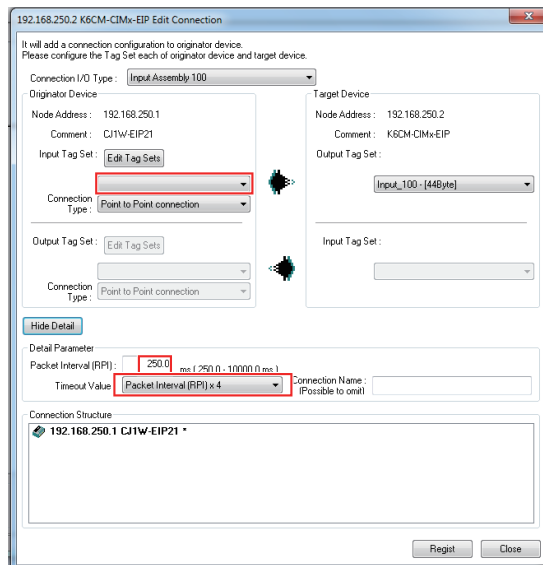 192.168.250.2 K6CM-CIMx-EIP Edit Connection
It will add a connection configuration to originator device.
Please configure the Tag Set each of originator device and target device.
Connection I/O Type : Input Assembly 100
Originator Device
Node Address : 192.168.250.1
Comment : CJ1W-EIP21
Input Tag Set : Edit Tag Sets
Connection Type : Point to Point connection
Output Tag Set : Edit Tag Sets
Connection Type : Point to Point connection
Target Device
Node Address : 192.168.250.2
Comment : K6CM-CIMx-EIP
Output Tag Set :
Input_100 - [44Byte]
Input Tag Set :
Hide Detail
Detail Parameter
Packet Interval (RPI) : 250.0 ms ( 250.0 - 10000.0 ms )
Timeout Value Packet Interval (RPI) x 4
Connection Name :
(Possible to omit)
Connection Structure
192.168.250.1 CJ1W-EIP21 *
Regist Close